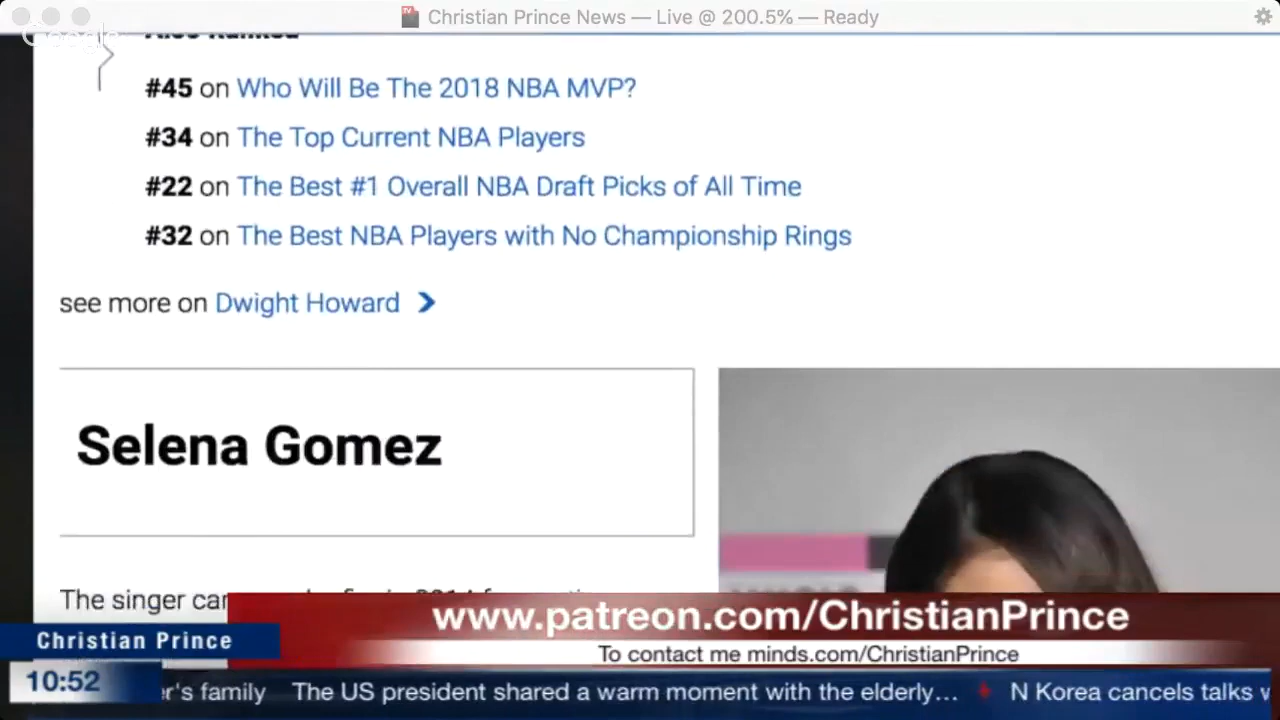 Christian Prince News — Live @ 200.5% — Ready
Google
Also Ranked
#45 on Who Will Be The 2018 NBA MVP?
#34 on The Top Current NBA Players
#22 on The Best #1 Overall NBA Draft Picks of All Time
#32 on The Best NBA Players with No Championship Rings
see more on Dwight Howard
Selena Gomez
The singer
www.patreon.com/ChristianPrince
To contact me minds.com/ChristianPrince
Christian Prince
10:52
r's family The US president shared a warm moment with the elderly… N Korea cancels talks